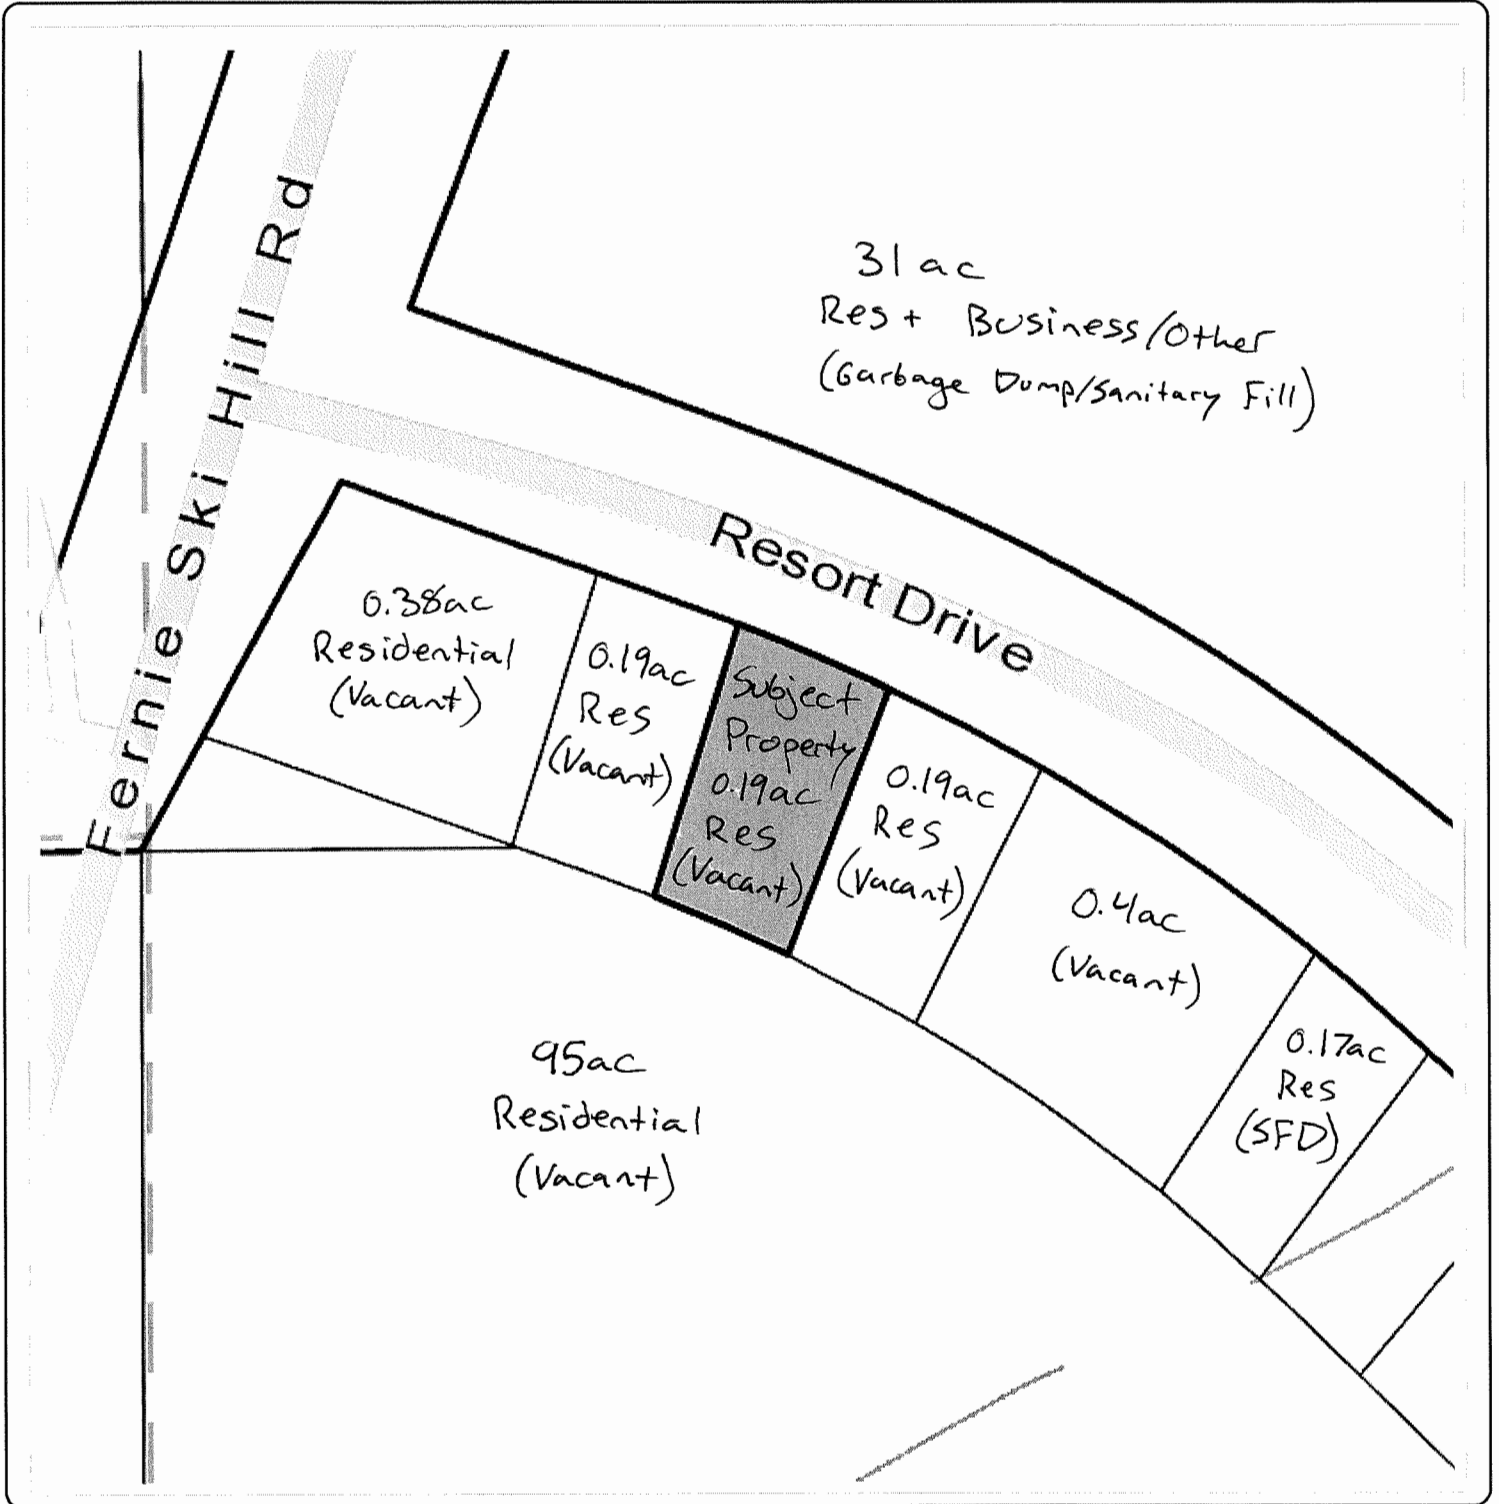 Fernie Ski Hill Rd
31 ac
Res + Business/Other
(Garbage Dump/Sanitary Fill)
Resort Drive
0.38ac
Residential
(Vacant)
0.19ac
Res
(Vacant)
Subject
Property
0.19ac
Res
(Vacant)
0.19ac
Res
(Vacant)
0.4ac
(Vacant)
0.17ac
Res
(SFD)
95ac
Residential
(Vacant)